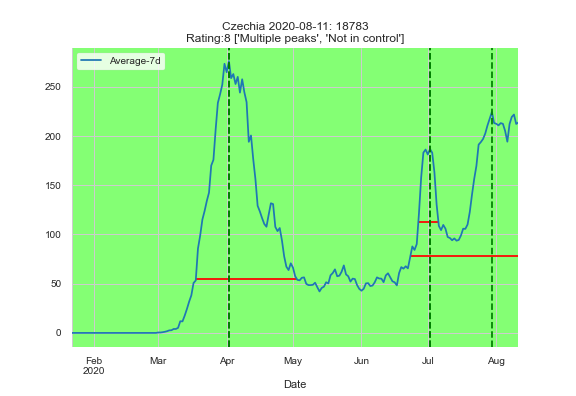 Czechia 2020-08-11: 18783
Rating:8 ['Multiple peaks', 'Not in control']
Average-7d
250
200
150
100
50
0
Feb
2020
Mar
Apr
May
Jun
Jul
Aug
Date